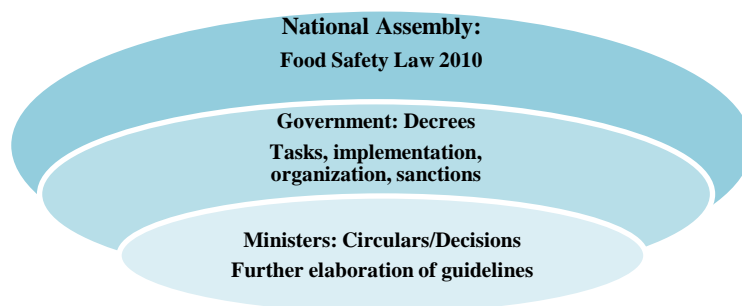 National Assembly:
Food Safety Law 2010
Government: Decrees
Tasks, implementation,
organization, sanctions
Ministers: Circulars/Decisions
Further elaboration of guidelines